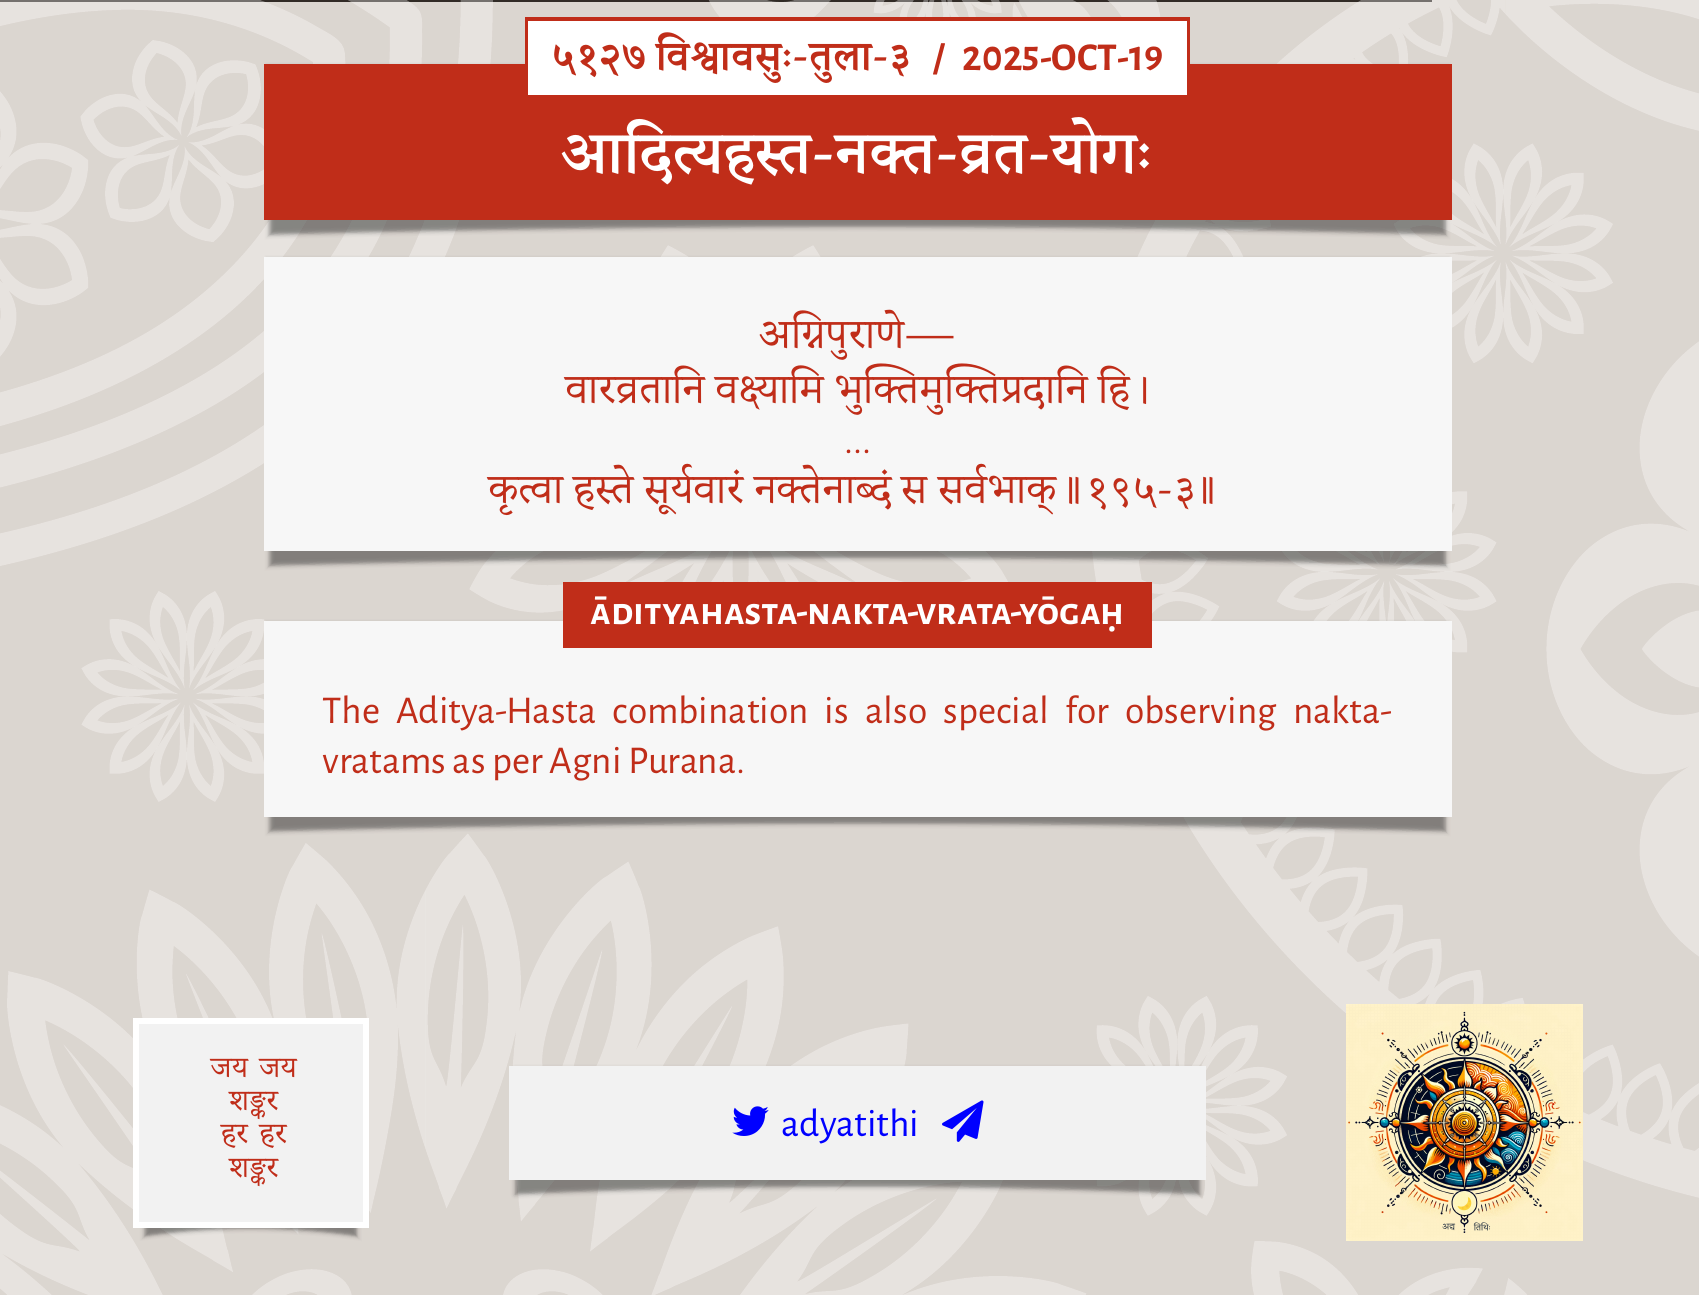 ५१२७ विश्वावसुः-तुला-३ / 2025-OCT-19
आदित्यहस्त-नक्त-व्रत-योगः
अग्निपुराणे—
वारव्रतानि वक्ष्यामि भुक्तिमुक्तिप्रदानि हि।
…
कृत्वा हस्ते सूर्यवारं नक्तेनाब्दं स सर्वभाक्॥१९५-३॥
ĀDITYAHASTA-NAKTA-VRATA-YŌGAḤ
The Aditya-Hasta combination is also special for observing nakta-
vratams as per Agni Purana.
जय जय
शङ्कर
हर हर
शङ्कर
adyatithi
अद्य तिथिः